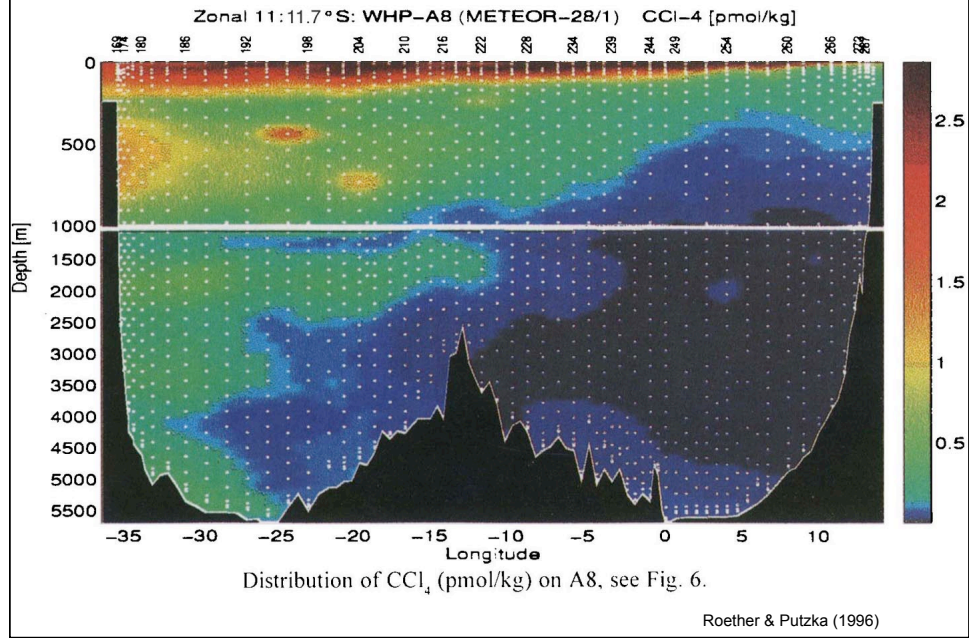 Zonal 11:11.7°S: WHP-A8 (METEOR-28/1) CCl-4 [pmol/kg]
174 180 186 192 198 204 210 216 222 228 234 239 244 249 254 260 266
0
500
1000
1500
2000
2500
3000
3500
4000
4500
5000
5500
Depth [m]
2.5
2
1.5
1
0.5
-35 -30 -25 -20 -15 -10 -5 0 5 10
Longitude
Distribution of CCl4 (pmol/kg) on A8, see Fig. 6.
Roether & Putzka (1996)